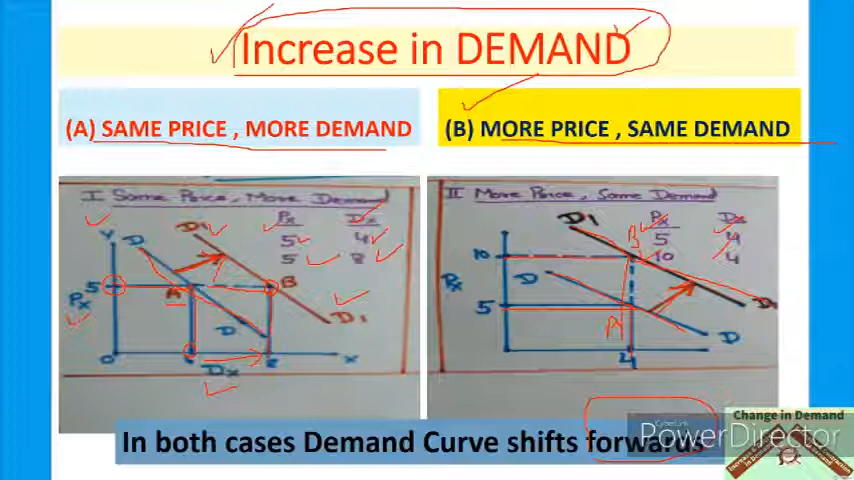 Increase in DEMAND
(A) SAME PRICE , MORE DEMAND
(B) MORE PRICE , SAME DEMAND
I Same Price, More Demand
Px Dx
5 4
5 8
Y
D
D1
5
A
B
Px
D
D1
O
8
X
Dx
II More Price, Same Demand
Px Dx
5 4
10 4
D1
B
10
D
Px
5
A
D1
D
4
In both cases Demand Curve shifts forwards
CyberLink
PowerDirector
Change in Demand